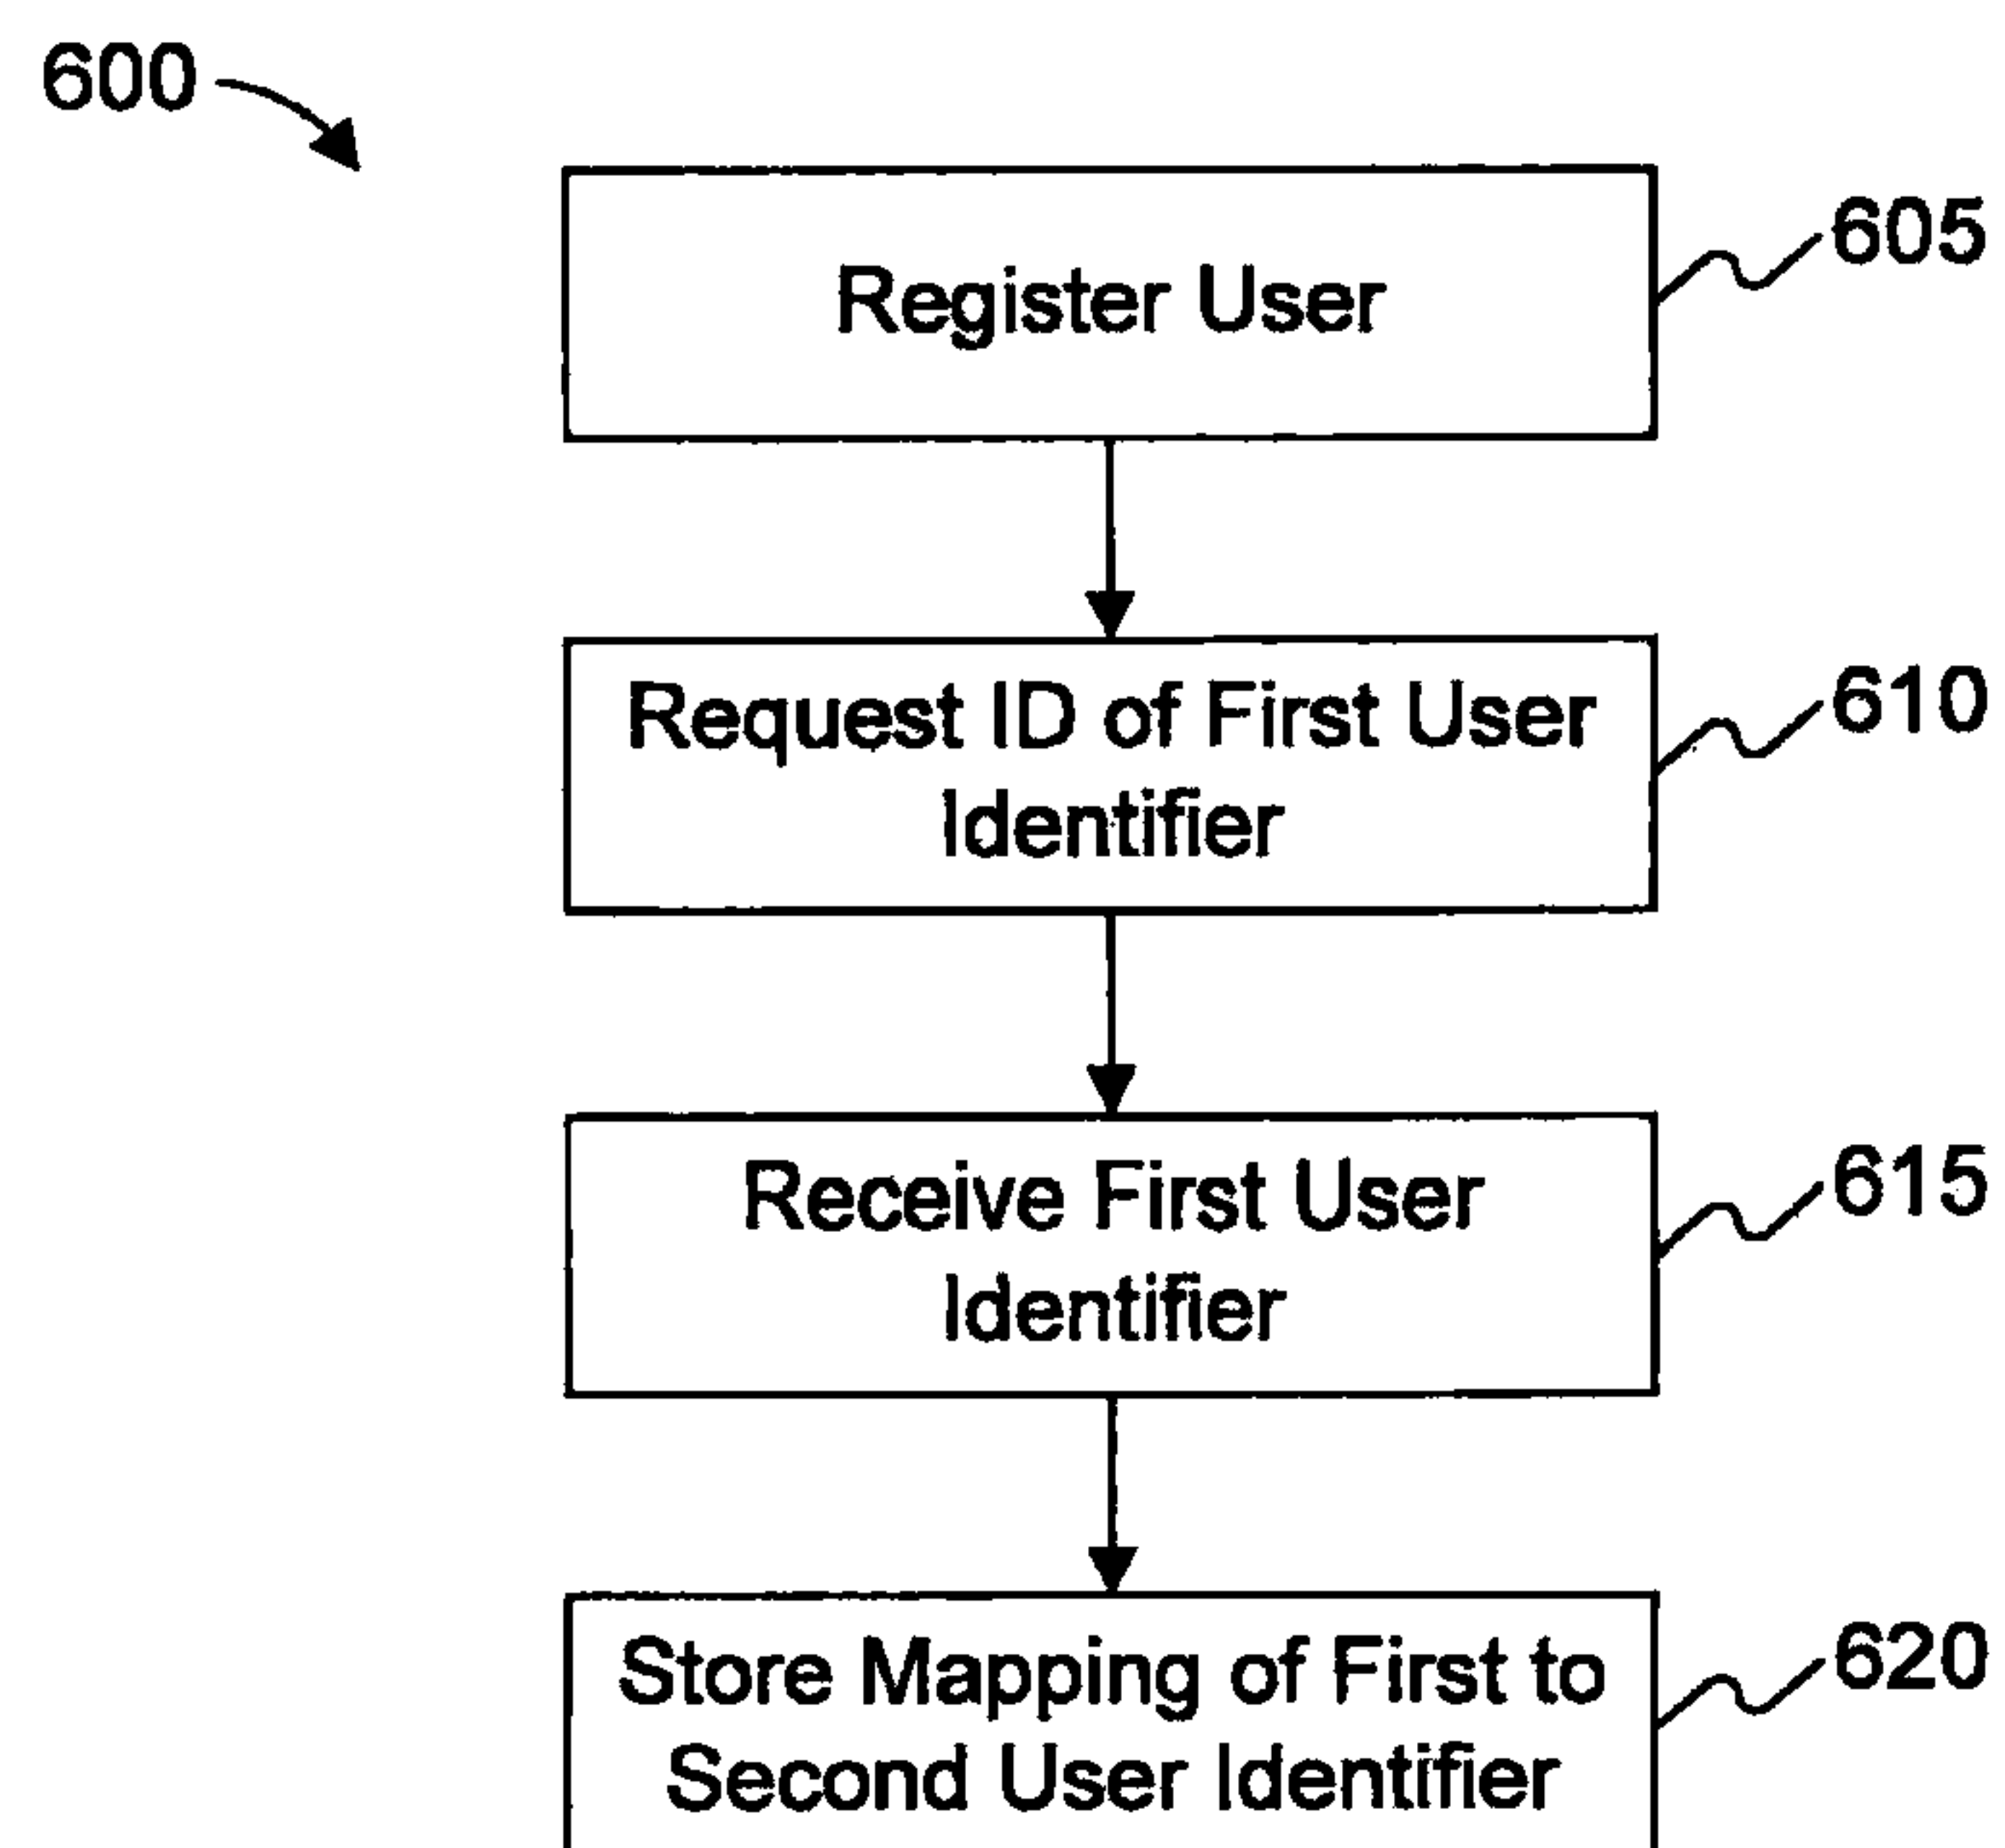 600
605
Register User
610
Request ID of First User
Identifier
615
Receive First User
Identifier
620
Store Mapping of First to
Second User Identifier